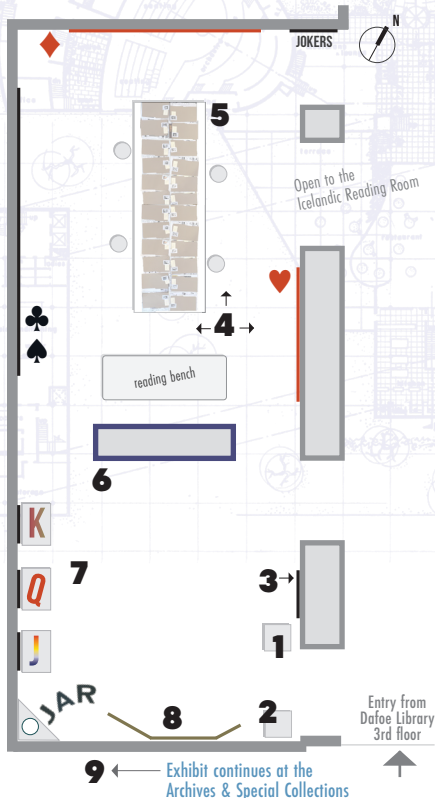 N
JOKERS
5
Open to the
Icelandic Reading Room
4
reading bench
6
K
7
3
Q
1
J
JAR
2
8
Entry from
Dafoe Library
3rd floor
9
Exhibit continues at the
Archives & Special Collections